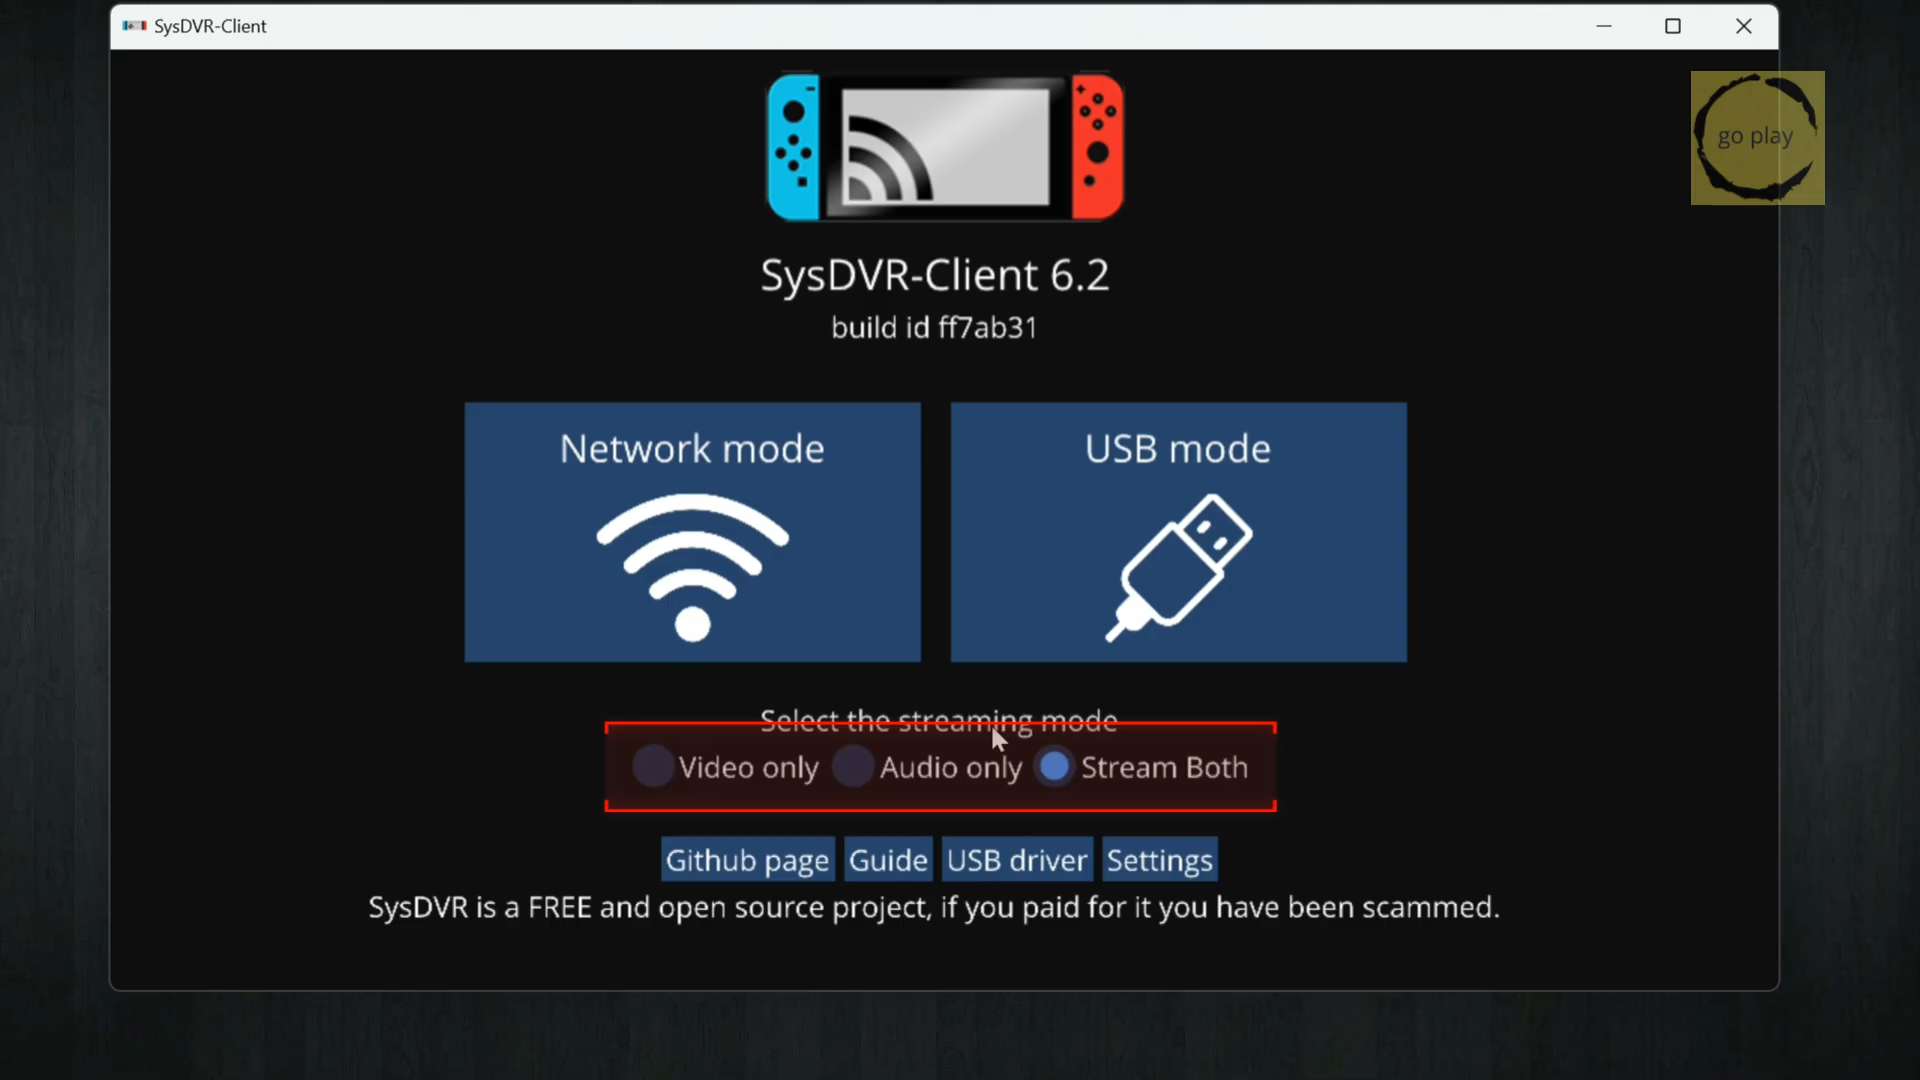 SysDVR-Client
go play
SysDVR-Client 6.2
build id ff7ab31
Network mode
USB mode
Select the streaming mode
Video only
Audio only
Stream Both
Github page
Guide
USB driver
Settings
SysDVR is a FREE and open source project, if you paid for it you have been scammed.